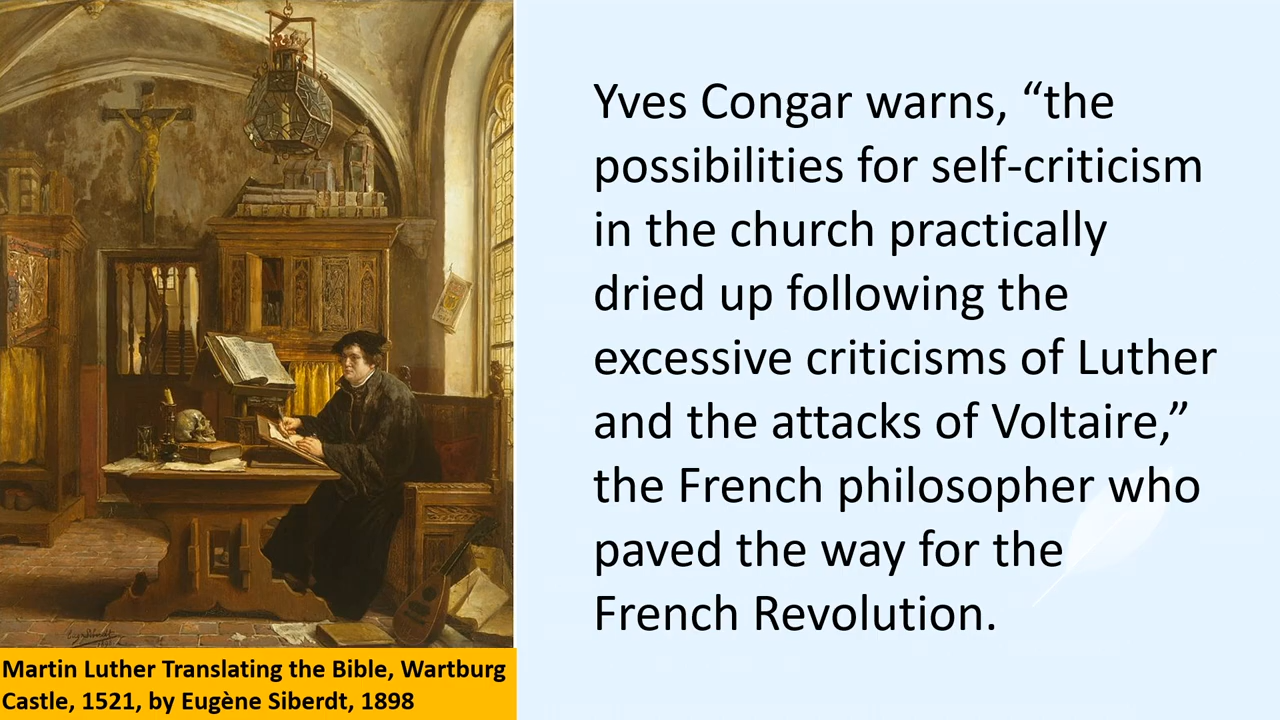 Yves Congar warns, “the
possibilities for self-criticism
in the church practically
dried up following the
excessive criticisms of Luther
and the attacks of Voltaire,”
the French philosopher who
paved the way for the
French Revolution.
Martin Luther Translating the Bible, Wartburg
Castle, 1521, by Eugène Siberdt, 1898